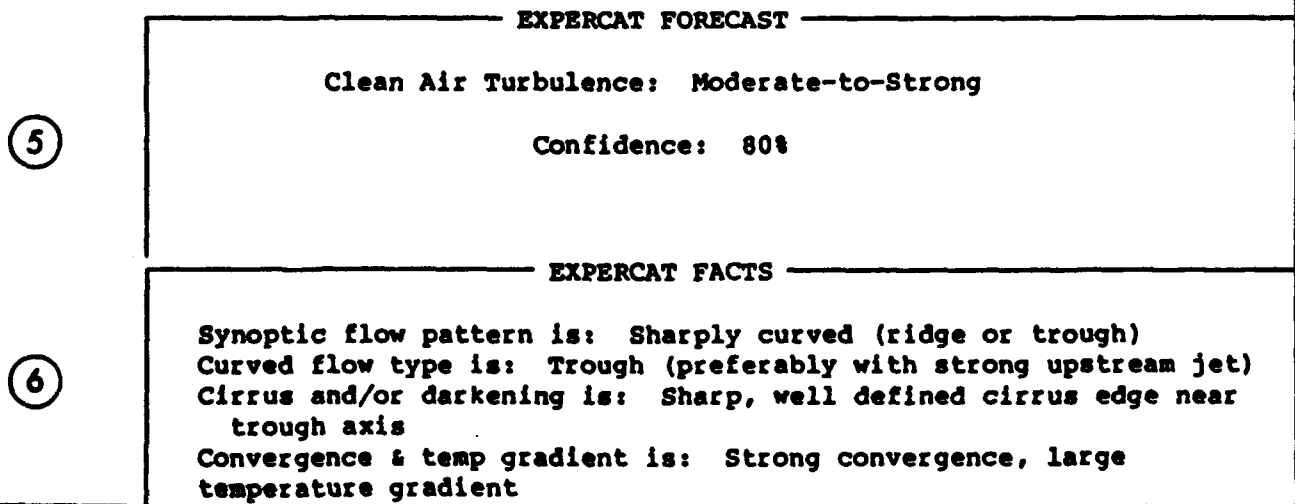 EXPERCAT FORECAST
Clean Air Turbulence: Moderate-to-Strong
5
Confidence: 80%
EXPERCAT FACTS
Synoptic flow pattern is: Sharply curved (ridge or trough)
Curved flow type is: Trough (preferably with strong upstream jet)
6
Cirrus and/or darkening is: Sharp, well defined cirrus edge near
trough axis
Convergence & temp gradient is: Strong convergence, large
temperature gradient